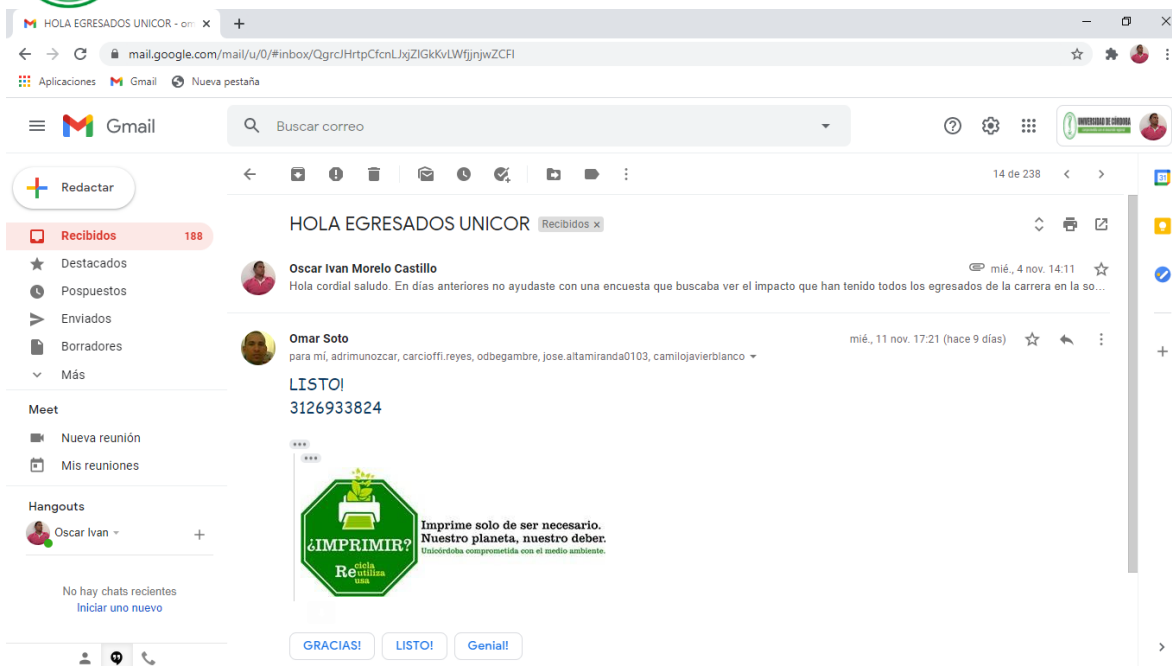 HOLA EGRESADOS UNICOR - om
mail.google.com/mail/u/0/#inbox/QgrcJHrtpCfcnLJxjZlGkKvLWfjjnjwZCFl
Aplicaciones Gmail Nueva pestaña
Gmail
Buscar correo
UNIVERSIDAD DE CÓRDOBA
Redactar
14 de 238
HOLA EGRESADOS UNICOR Recibidos x
Recibidos 188
Destacados
Pospuestos
Enviados
Borradores
Más
Oscar Ivan Morelo Castillo mié., 4 nov. 14:11
Hola cordial saludo. En días anteriores no ayudaste con una encuesta que buscaba ver el impacto que han tenido todos los egresados de la carrera en la so...
Omar Soto mié., 11 nov. 17:21 (hace 9 días)
para mí, adrimunozcar, carcioffi.reyes, odbegambre, jose.altamiranda0103, camilojavierblanco
LISTO!
3126933824
Meet
Nueva reunión
Mis reuniones
Hangouts
Oscar Ivan
No hay chats recientes
Iniciar uno nuevo
¿IMPRIMIR?
Recicla
Reutiliza
Reusa
Imprime solo de ser necesario.
Nuestro planeta, nuestro deber.
Unicórdoba comprometida con el medio ambiente.
GRACIAS! LISTO! Genial!
31